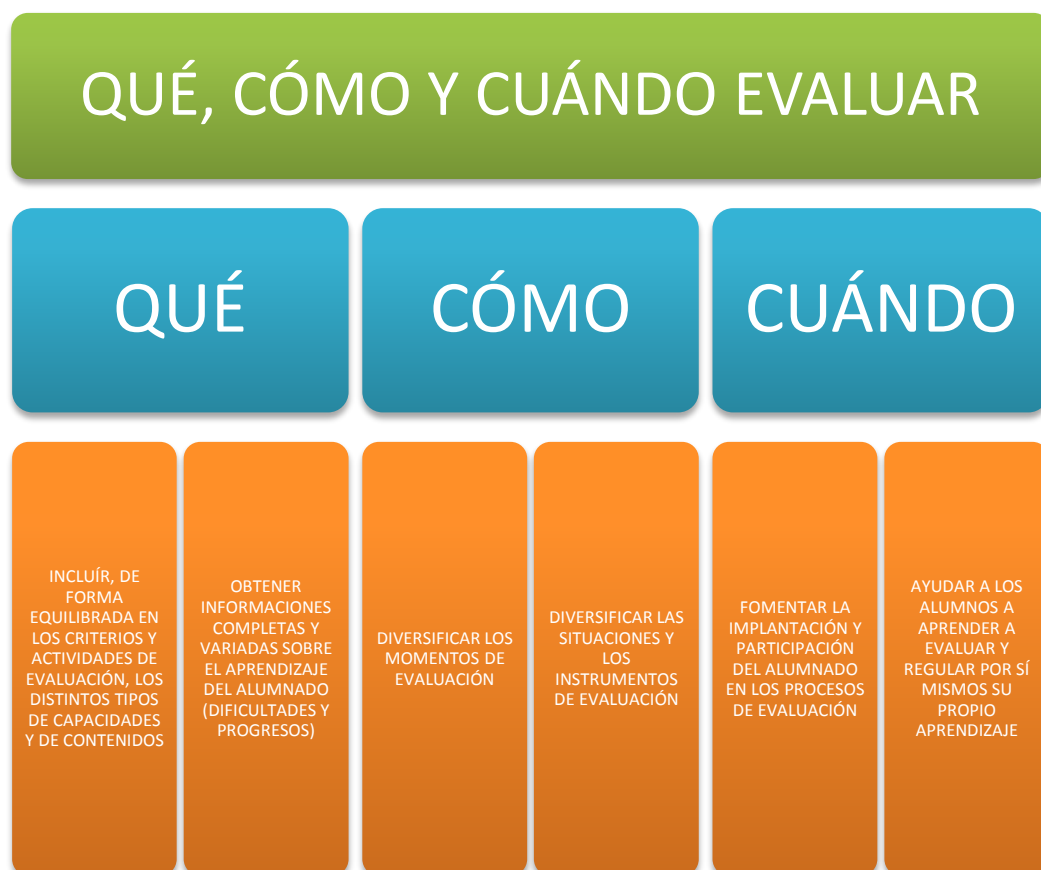 QUÉ, CÓMO Y CUÁNDO EVALUAR
QUÉ
CÓMO
CUÁNDO
INCLUÍR, DE
FORMA
EQUILIBRADA EN
LOS CRITERIOS Y
ACTIVIDADES DE
EVALUACIÓN, LOS
DISTINTOS TIPOS
DE CAPACIDADES
Y DE CONTENIDOS
OBTENER
INFORMACIONES
COMPLETAS Y
VARIADAS SOBRE
EL APRENDIZAJE
DEL ALUMNADO
(DIFICULTADES Y
PROGRESOS)
DIVERSIFICAR LOS
MOMENTOS DE
EVALUACIÓN
DIVERSIFICAR LAS
SITUACIONES Y
LOS
INSTRUMENTOS
DE EVALUACIÓN
FOMENTAR LA
IMPLANTACIÓN Y
PARTICIPACIÓN
DEL ALUMNADO
EN LOS PROCESOS
DE EVALUACIÓN
AYUDAR A LOS
ALUMNOS A
APRENDER A
EVALUAR Y
REGULAR POR SÍ
MISMOS SU
PROPIO
APRENDIZAJE